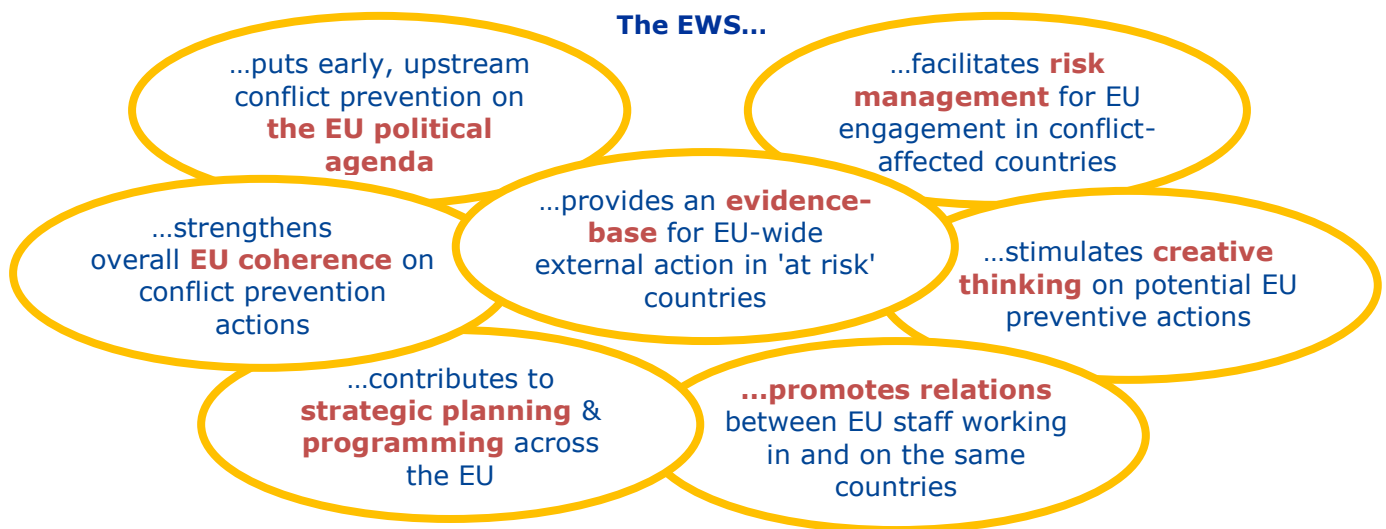 The EWS…
…puts early, upstream
conflict prevention on
the EU political
agenda
…facilitates risk
management for EU
engagement in conflict-
affected countries
…strengthens
overall EU coherence on
conflict prevention
actions
…provides an evidence-
base for EU-wide
external action in 'at risk'
countries
…stimulates creative
thinking on potential EU
preventive actions
…contributes to
strategic planning &
programming across
the EU
…promotes relations
between EU staff working
in and on the same
countries